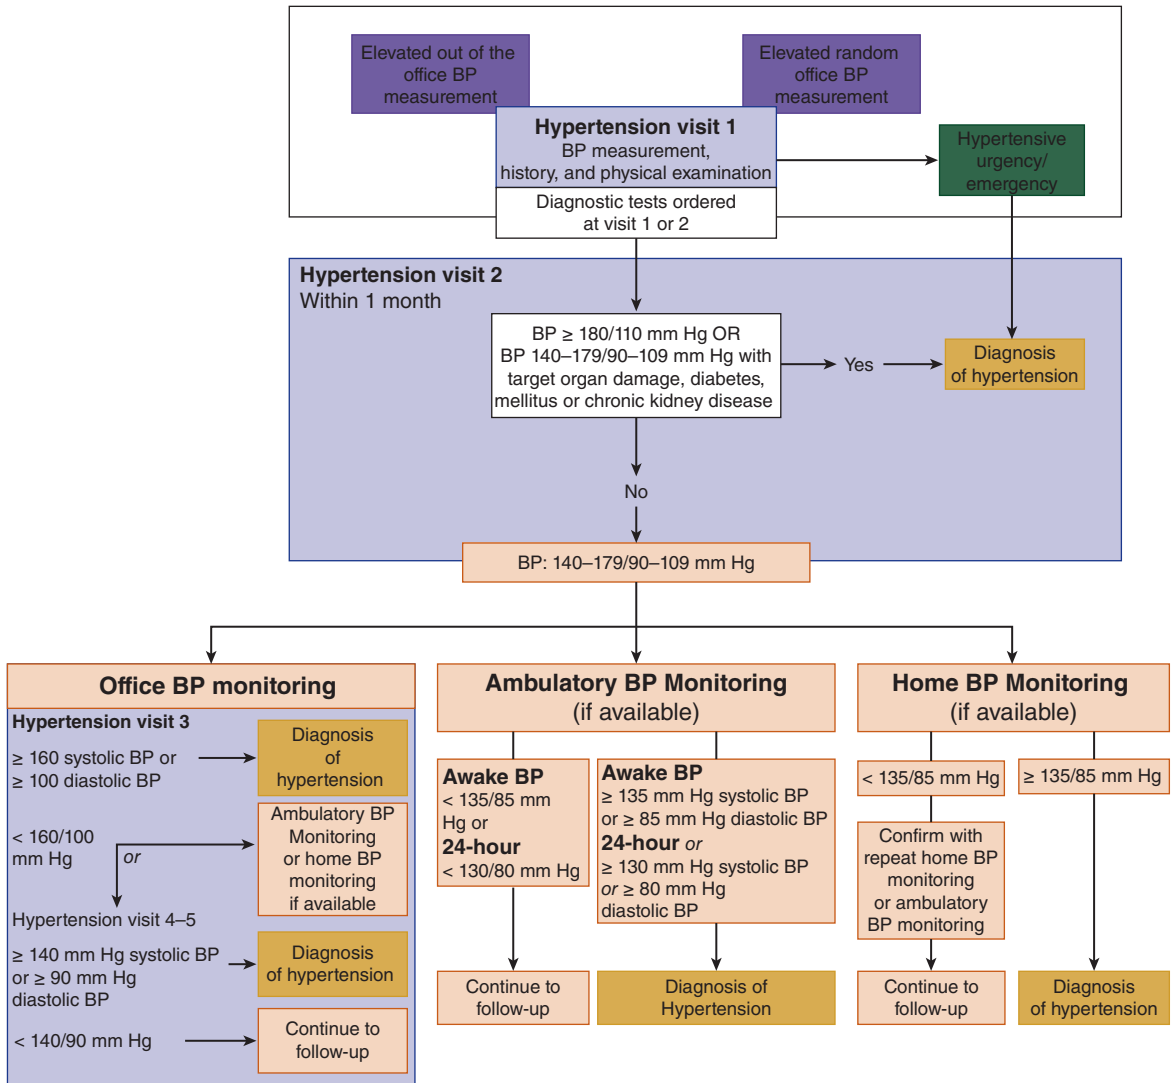 Elevated out of the
office BP
measurement
Elevated random
office BP
measurement
Hypertension visit 1
BP measurement,
history, and physical examination
Hypertensive
urgency/
emergency
Diagnostic tests ordered
at visit 1 or 2
Hypertension visit 2
Within 1 month
BP ≥ 180/110 mm Hg OR
BP 140–179/90–109 mm Hg with
target organ damage, diabetes,
mellitus or chronic kidney disease
Yes
Diagnosis
of hypertension
No
BP: 140–179/90–109 mm Hg
Office BP monitoring
Hypertension visit 3
≥ 160 systolic BP or
≥ 100 diastolic BP
Diagnosis
of
hypertension
< 160/100
mm Hg
or
Ambulatory BP
Monitoring
or home BP
monitoring
if available
Hypertension visit 4–5
≥ 140 mm Hg systolic BP
or ≥ 90 mm Hg
diastolic BP
Diagnosis
of hypertension
< 140/90 mm Hg
Continue to
follow-up
Ambulatory BP Monitoring
(if available)
Awake BP
< 135/85 mm
Hg or
24-hour
< 130/80 mm Hg
Continue to
follow-up
Awake BP
≥ 135 mm Hg systolic BP
or ≥ 85 mm Hg diastolic BP
24-hour or
≥ 130 mm Hg systolic BP
or ≥ 80 mm Hg
diastolic BP
Diagnosis of
Hypertension
Home BP Monitoring
(if available)
< 135/85 mm Hg
Confirm with
repeat home BP
monitoring
or ambulatory
BP monitoring
Continue to
follow-up
≥ 135/85 mm Hg
Diagnosis
of hypertension